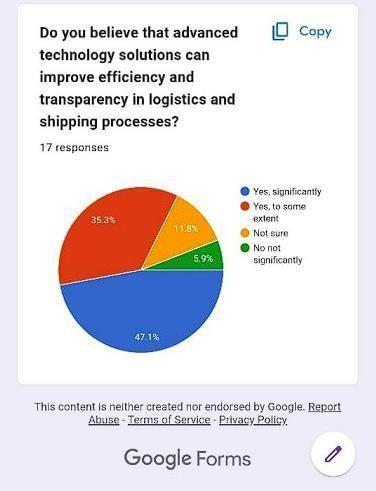 Do you believe that advanced
technology solutions can
improve efficiency and
transparency in logistics and
shipping processes?
Copy
17 responses
Yes, significantly
Yes, to some
extent
Not sure
No not
significantly
35.3%
11.8%
5.9%
47.1%
This content is neither created nor endorsed by Google. Report
Abuse - Terms of Service - Privacy Policy
Google Forms